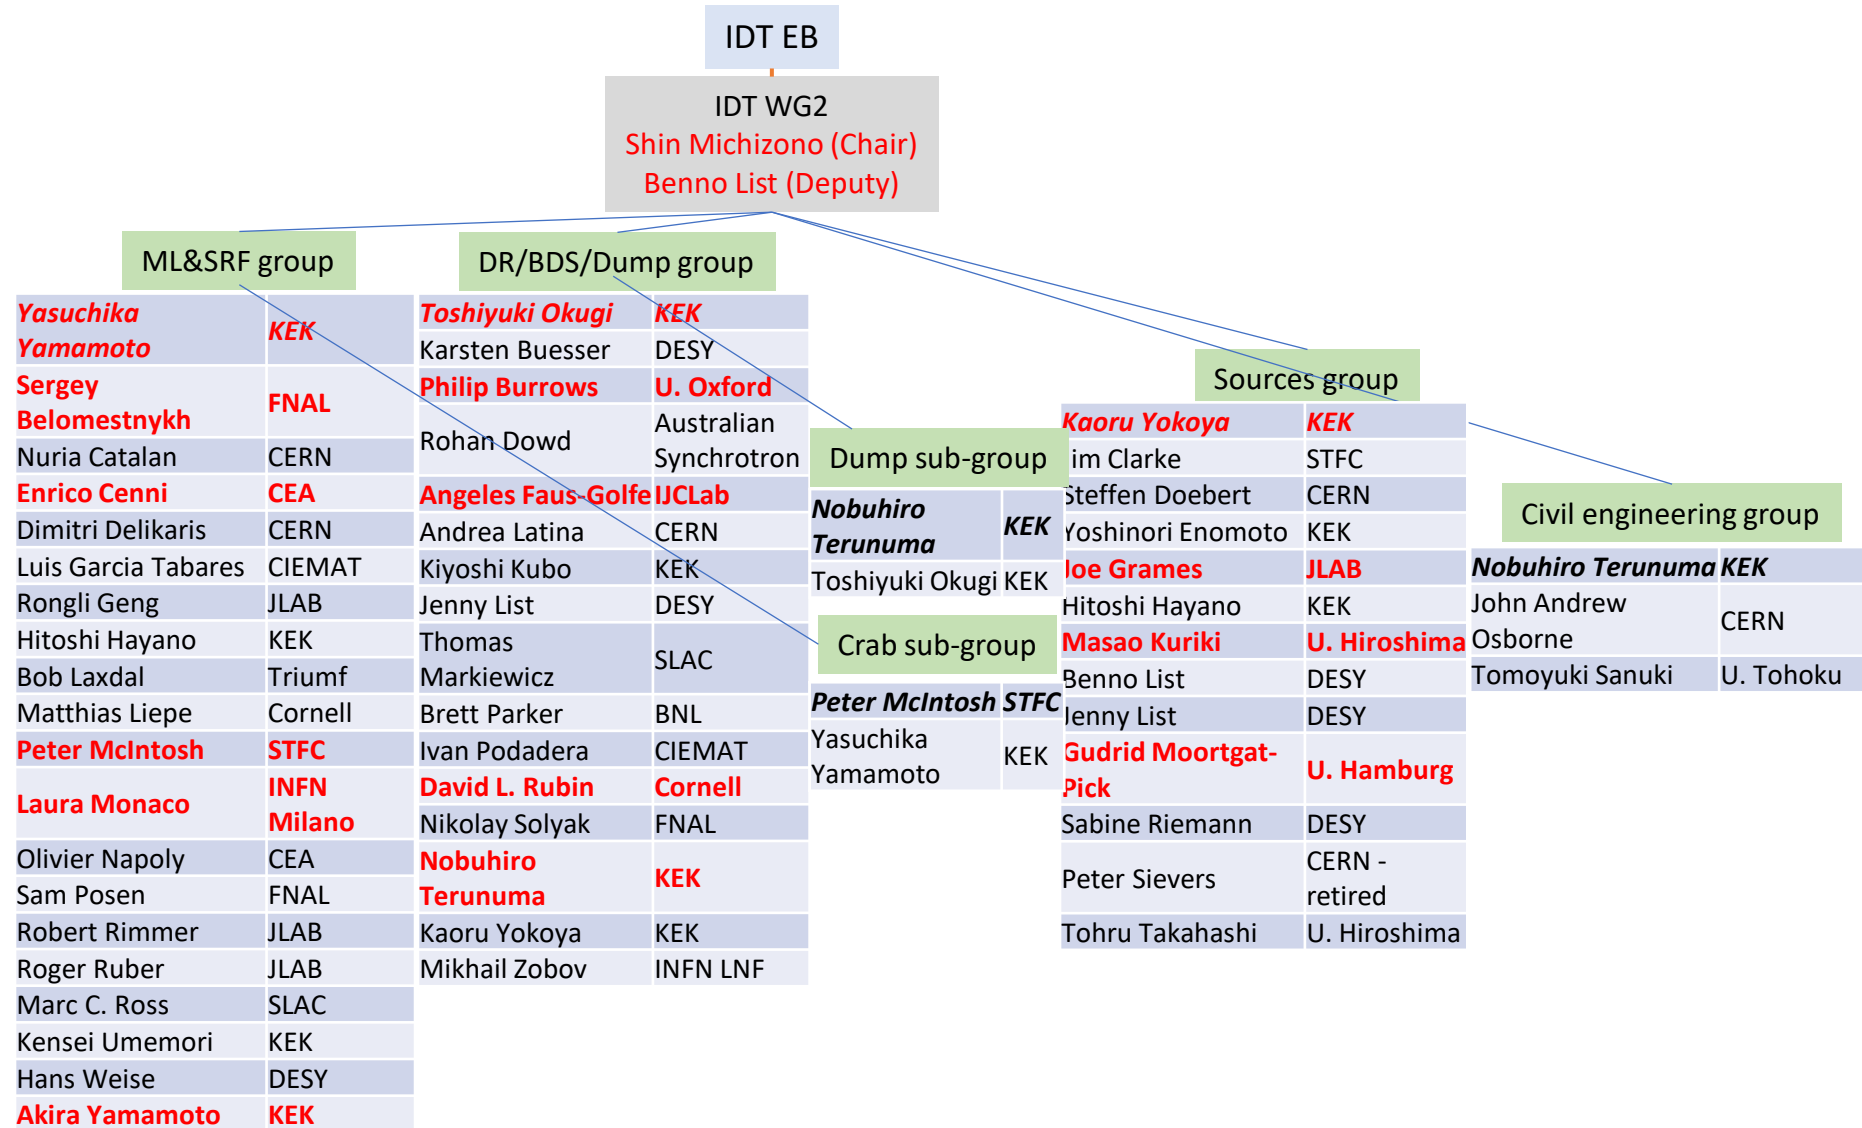 IDT EB
IDT WG2
Shin Michizono (Chair)
Benno List (Deputy)
ML&SRF group
Yasuchika
Yamamoto
KEK
Sergey
Belomestnykh
FNAL
Nuria Catalan CERN
Enrico Cenni CEA
Dimitri Delikaris CERN
Luis Garcia Tabares CIEMAT
Rongli Geng JLAB
Hitoshi Hayano KEK
Bob Laxdal Triumf
Matthias Liepe Cornell
Peter McIntosh STFC
Laura Monaco
INFN
Milano
Olivier Napoly CEA
Sam Posen FNAL
Robert Rimmer JLAB
Roger Ruber JLAB
Marc C. Ross SLAC
Kensei Umemori KEK
Hans Weise DESY
Akira Yamamoto KEK
DR/BDS/Dump group
Toshiyuki Okugi KEK
Karsten Buesser DESY
Philip Burrows U. Oxford
Rohan Dowd
Australian
Synchrotron
Angeles Faus-Golfe IJCLab
Andrea Latina CERN
Kiyoshi Kubo KEK
Jenny List DESY
Thomas
Markiewicz
SLAC
Brett Parker BNL
Ivan Podadera CIEMAT
David L. Rubin Cornell
Nikolay Solyak FNAL
Nobuhiro
Terunuma
KEK
Kaoru Yokoya KEK
Mikhail Zobov INFN LNF
Dump sub-group
Nobuhiro
Terunuma
KEK
Toshiyuki Okugi KEK
Crab sub-group
Peter McIntosh STFC
Yasuchika
Yamamoto
KEK
Sources group
Kaoru Yokoya KEK
im Clarke STFC
Steffen Doebert CERN
Yoshinori Enomoto KEK
Joe Grames JLAB
Hitoshi Hayano KEK
Masao Kuriki U. Hiroshima
Benno List DESY
Jenny List DESY
Gudrid Moortgat-
Pick
U. Hamburg
Sabine Riemann DESY
Peter Sievers
CERN -
retired
Tohru Takahashi U. Hiroshima
Civil engineering group
Nobuhiro Terunuma KEK
John Andrew
Osborne
CERN
Tomoyuki Sanuki U. Tohoku